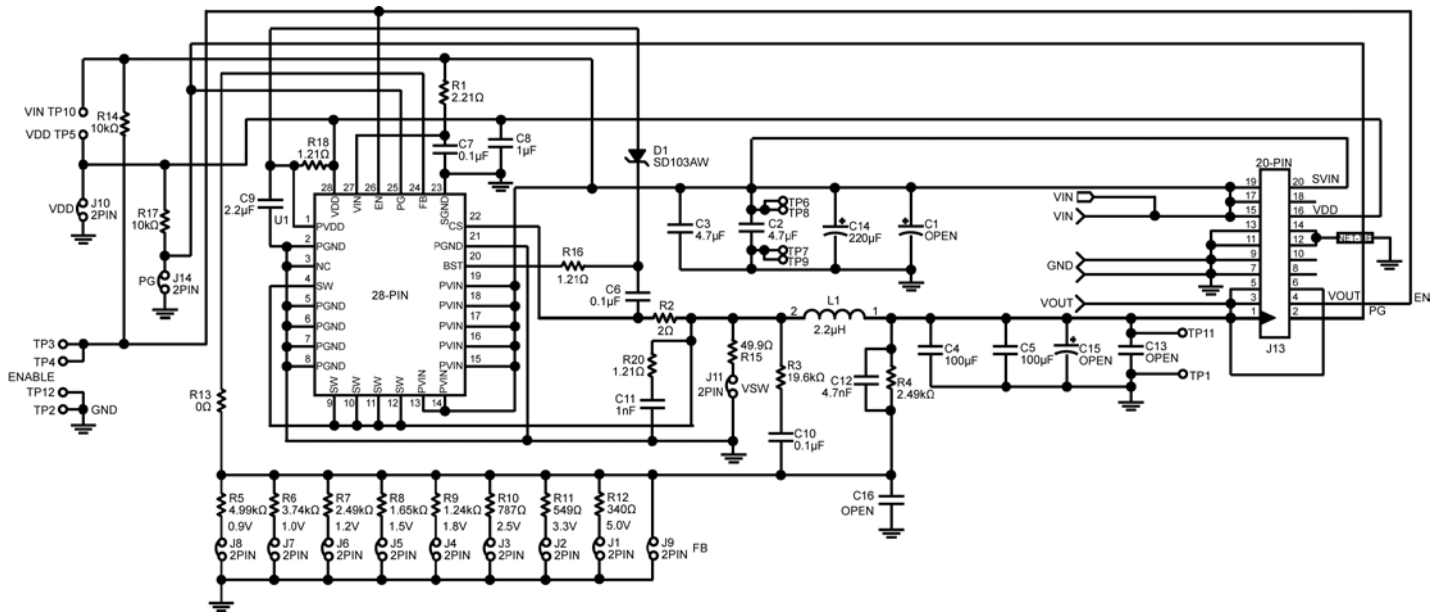 VIN TP10
VDD TP5
R14
10kΩ
VDD
J10
2PIN
R17
10kΩ
PG
J14
2PIN
TP3
TP4
ENABLE
TP12
TP2
GND
R13
0Ω
C9
2.2µF
R18
1.21Ω
R1
2.21Ω
C7
0.1µF
C8
1µF
D1
SD103AW
U1
28-PIN
28
27
26
25
24
23
VDD
VIN
EN
PG
FB
SGND
1
PVDD
2
PGND
3
NC
4
SW
5
PGND
6
PGND
7
PGND
8
PGND
22
CS
21
PGND
20
BST
19
PVIN
18
PVIN
17
PVIN
16
PVIN
15
SW
SW
SW
SW
PVIN
PVIN
9
10
11
12
13
14
R16
1.21Ω
C6
0.1µF
R2
2Ω
R20
1.21Ω
C11
1nF
49.9Ω
R15
J11
2PIN
VSW
R3
19.6kΩ
C10
0.1µF
2
L1
1
2.2µH
C12
4.7nF
R4
2.49kΩ
C3
4.7µF
C2
4.7µF
TP6
TP8
TP7
TP9
C14
220µF
C1
OPEN
C4
100µF
C5
100µF
C15
OPEN
C13
OPEN
TP11
TP1
C16
OPEN
VIN
VIN
GND
VOUT
20-PIN
19
17
15
13
11
9
7
5
3
1
20
18
16
14
12
10
8
6
4
2
SVIN
VDD
VOUT
EN
PG
J13
R5
4.99kΩ
0.9V
J8
2PIN
R6
3.74kΩ
1.0V
J7
2PIN
R7
2.49kΩ
1.2V
J6
2PIN
R8
1.65kΩ
1.5V
J5
2PIN
R9
1.24kΩ
1.8V
J4
2PIN
R10
787Ω
2.5V
J3
2PIN
R11
549Ω
3.3V
J2
2PIN
R12
340Ω
5.0V
J1
2PIN
J9
2PIN
FB